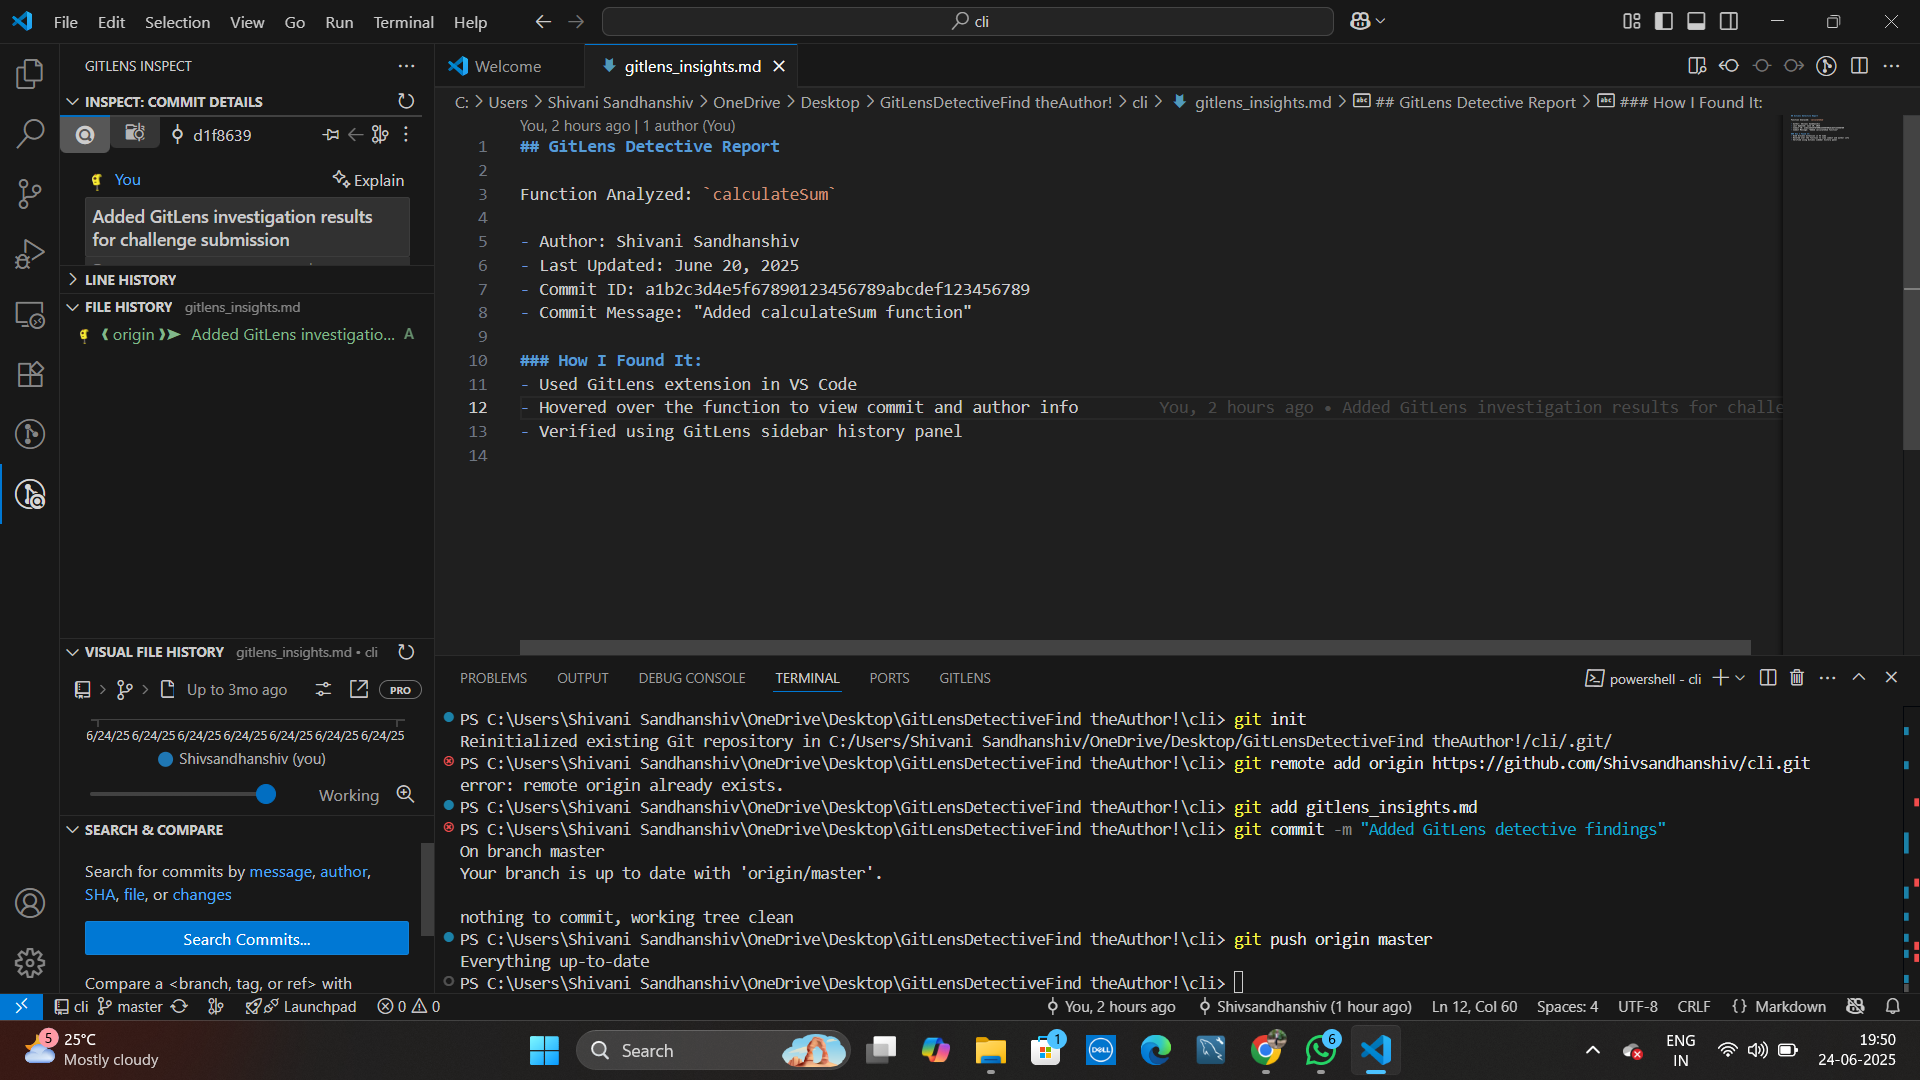 File Edit Selection View Go Run Terminal Help
cli
GITLENS INSPECT
INSPECT: COMMIT DETAILS
d1f8639
You
Explain
Added GitLens investigation results
for challenge submission
LINE HISTORY
FILE HISTORY gitlens_insights.md
origin Added GitLens investigatio... A
VISUAL FILE HISTORY gitlens_insights.md • cli
Up to 3mo ago PRO
6/24/25 6/24/25 6/24/25 6/24/25 6/24/25 6/24/25 6/24/25
Shivsandhanshiv (you)
Working
SEARCH & COMPARE
Search for commits by message, author,
SHA, file, or changes
Search Commits...
Compare a <branch, tag, or ref> with
Welcome
gitlens_insights.md
C: > Users > Shivani Sandhanshiv > OneDrive > Desktop > GitLensDetectiveFind theAuthor! > cli > gitlens_insights.md > ## GitLens Detective Report > ### How I Found It:
You, 2 hours ago | 1 author (You)
1 ## GitLens Detective Report
2
3 Function Analyzed: `calculateSum`
4
5 - Author: Shivani Sandhanshiv
6 - Last Updated: June 20, 2025
7 - Commit ID: a1b2c3d4e5f67890123456789abcdef123456789
8 - Commit Message: "Added calculateSum function"
9
10 ### How I Found It:
11 - Used GitLens extension in VS Code
12 - Hovered over the function to view commit and author info You, 2 hours ago • Added GitLens investigation results for challe
13 - Verified using GitLens sidebar history panel
14
PROBLEMS OUTPUT DEBUG CONSOLE TERMINAL PORTS GITLENS
powershell - cli
PS C:\Users\Shivani Sandhanshiv\OneDrive\Desktop\GitLensDetectiveFind theAuthor!\cli> git init
Reinitialized existing Git repository in C:/Users/Shivani Sandhanshiv/OneDrive/Desktop/GitLensDetectiveFind theAuthor!/cli/.git/
PS C:\Users\Shivani Sandhanshiv\OneDrive\Desktop\GitLensDetectiveFind theAuthor!\cli> git remote add origin https://github.com/Shivsandhanshiv/cli.git
error: remote origin already exists.
PS C:\Users\Shivani Sandhanshiv\OneDrive\Desktop\GitLensDetectiveFind theAuthor!\cli> git add gitlens_insights.md
PS C:\Users\Shivani Sandhanshiv\OneDrive\Desktop\GitLensDetectiveFind theAuthor!\cli> git commit -m "Added GitLens detective findings"
On branch master
Your branch is up to date with 'origin/master'.
nothing to commit, working tree clean
PS C:\Users\Shivani Sandhanshiv\OneDrive\Desktop\GitLensDetectiveFind theAuthor!\cli> git push origin master
Everything up-to-date
PS C:\Users\Shivani Sandhanshiv\OneDrive\Desktop\GitLensDetectiveFind theAuthor!\cli>
cli master Launchpad 0 0 You, 2 hours ago Shivsandhanshiv (1 hour ago) Ln 12, Col 60 Spaces: 4 UTF-8 CRLF {} Markdown
5
25°C
Mostly cloudy
Search
1
DELL
6
ENG
IN
19:50
24-06-2025